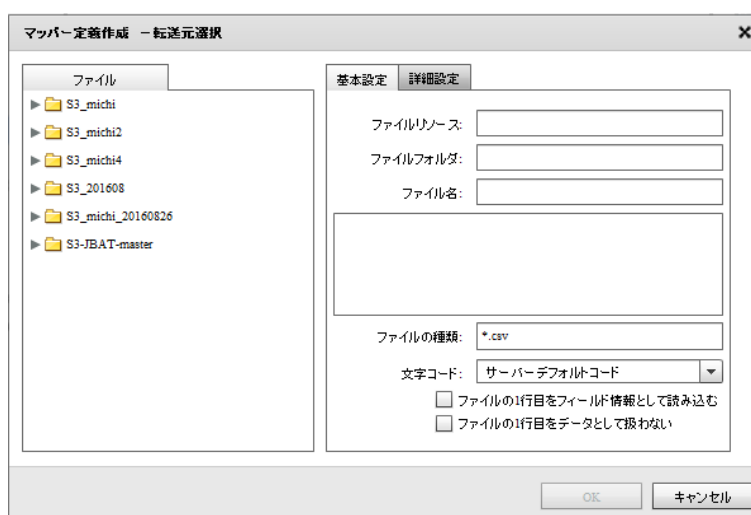 マッパー定義作成 －転送元選択
ファイル
S3_michi
S3_michi2
S3_michi4
S3_201608
S3_michi_20160826
S3-JBAT-master
基本設定 詳細設定
ファイルリソース:
ファイルフォルダ:
ファイル名:
ファイルの種類: *.csv
文字コード: サーバーデフォルトコード
ファイルの1行目をフィールド情報として読み込む
ファイルの1行目をデータとして扱わない
OK キャンセル